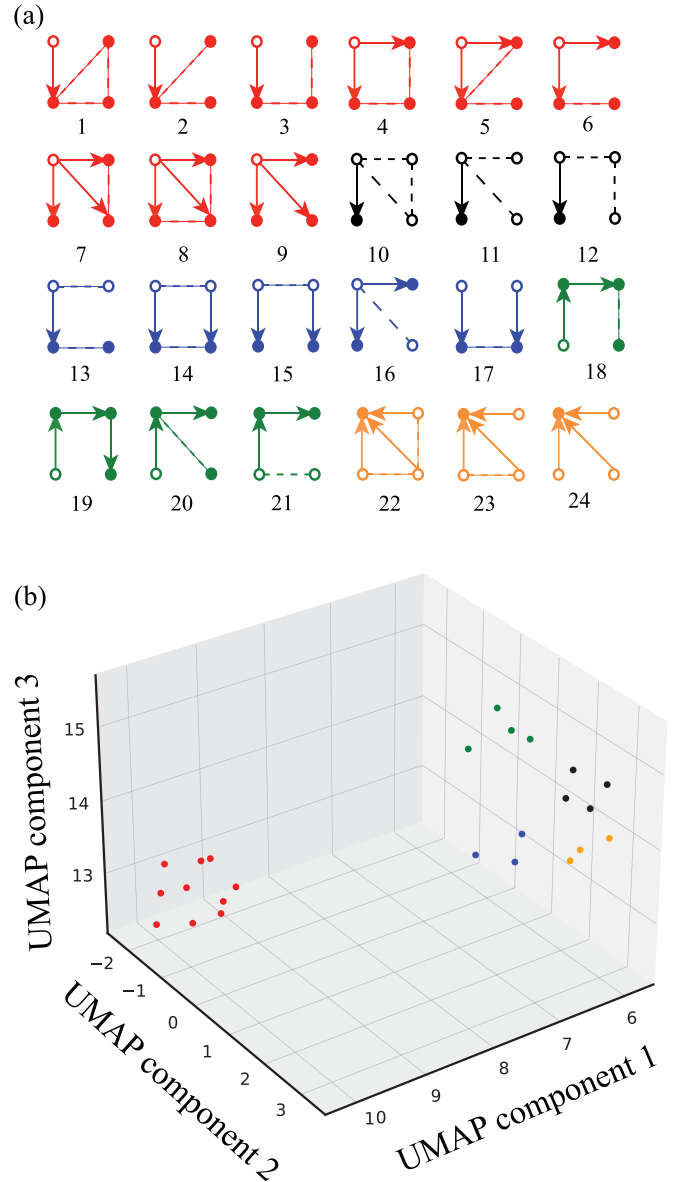 (a)
1 2 3 4 5 6
7 8 9 10 11 12
13 14 15 16 17 18
19 20 21 22 23 24
(b)
UMAP component 3
15
14
13
−2
−1
0
1
2
3
UMAP component 2
10
9
8
7
6
UMAP component 1